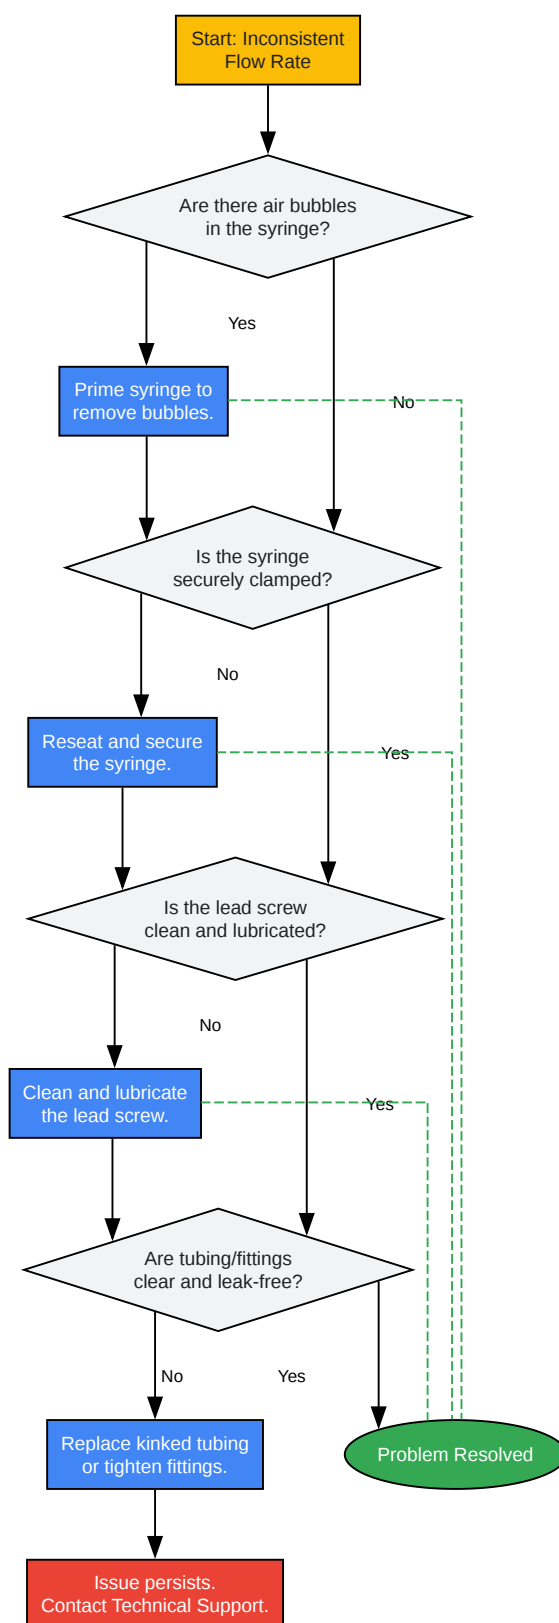 Start: Inconsistent
Flow Rate
Are there air bubbles
in the syringe?
Yes
Prime syringe to
remove bubbles.
No
Is the syringe
securely clamped?
No
Reseat and secure
the syringe.
Yes
Is the lead screw
clean and lubricated?
No
Clean and lubricate
the lead screw.
Yes
Are tubing/fittings
clear and leak-free?
No
Yes
Replace kinked tubing
or tighten fittings.
Problem Resolved
Issue persists.
Contact Technical Support.